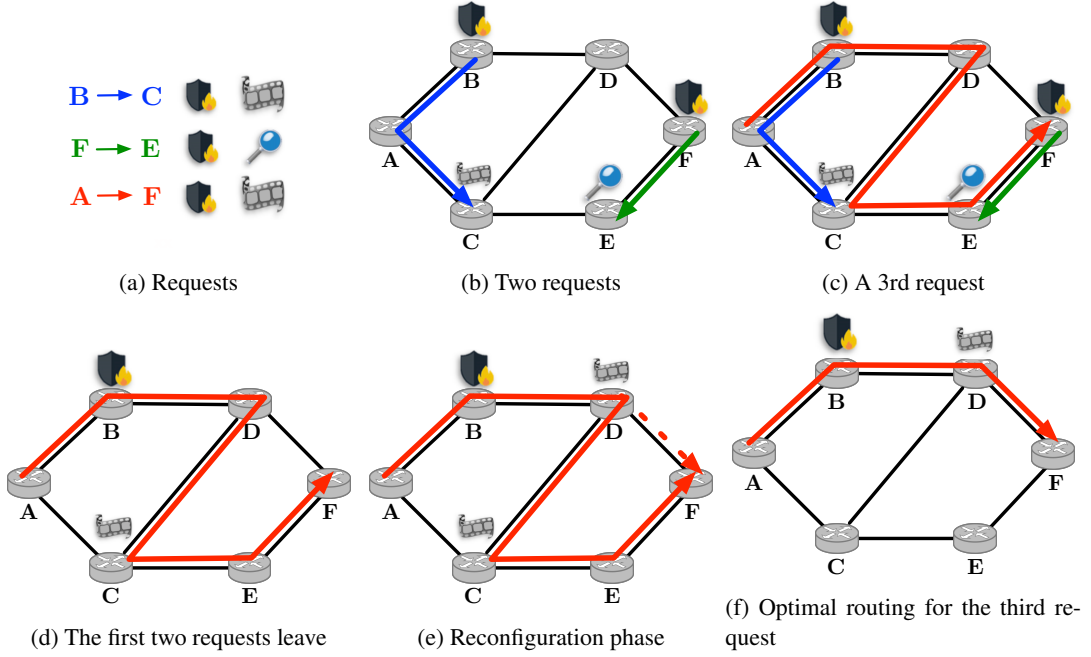 B → C
F → E
A → F
(a) Requests
B
D
A
F
C
E
(b) Two requests
B
D
A
F
C
E
(c) A 3rd request
B
D
A
F
C
E
(d) The first two requests leave
B
D
A
F
C
E
(e) Reconfiguration phase
B
D
A
F
C
E
(f) Optimal routing for the third re-
quest